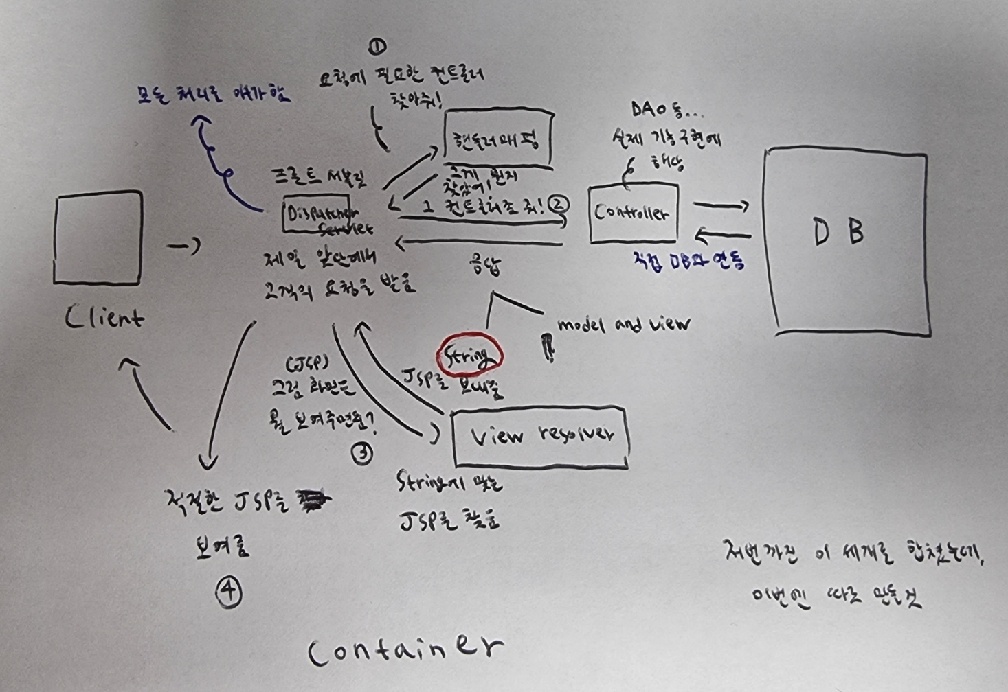 ①
요청에 필요한 컨트롤러
찾아줘!
모든 처리를 얘가 함
핸들러 매핑
DAO 등...
실제 기능구현에
해당
프론트 서블릿
Dispatcher
Servlet
그게 뭔지
찾았어!
그 컨트롤러 좀 줘! ②
Controller
DB
제일 앞단에서
고객의 요청을 받음
응답
직접 DB와 연동
Client
String
model and view
(JSP)
그럼 화면은
뭘 보여주면돼?
③
JSP를 보내줌
View resolver
String에 맞는
JSP를 찾음
적절한 JSP를
보여줌
④
저번까진 이 세개를 합쳤는데,
이번엔 따로 만들것
Container